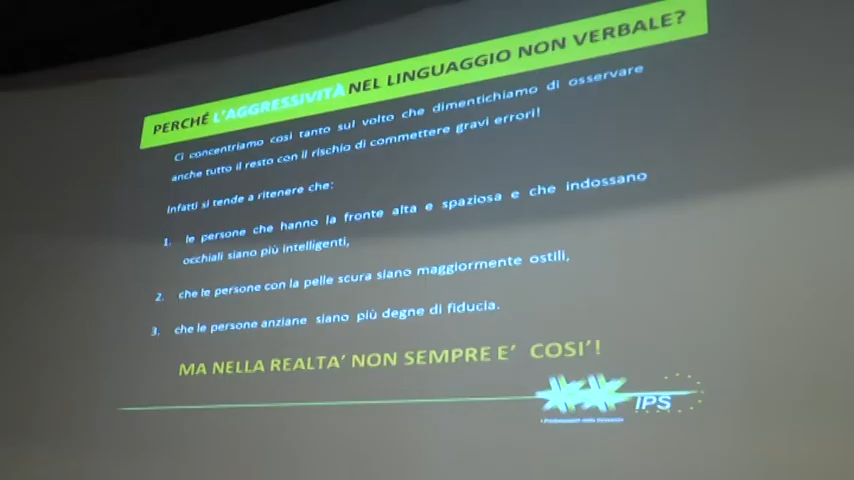 PERCHÉ L'AGGRESSIVITÀ NEL LINGUAGGIO NON VERBALE?
Ci concentriamo così tanto sul volto che dimentichiamo di osservare
anche tutto il resto con il rischio di commettere gravi errori!
Infatti si tende a ritenere che:
1. le persone che hanno la fronte alta e spaziosa e che indossano
occhiali siano più intelligenti,
2. che le persone con la pelle scura siano maggiormente ostili,
3. che le persone anziane siano più degne di fiducia.
MA NELLA REALTA' NON SEMPRE E' COSI'!
IPS